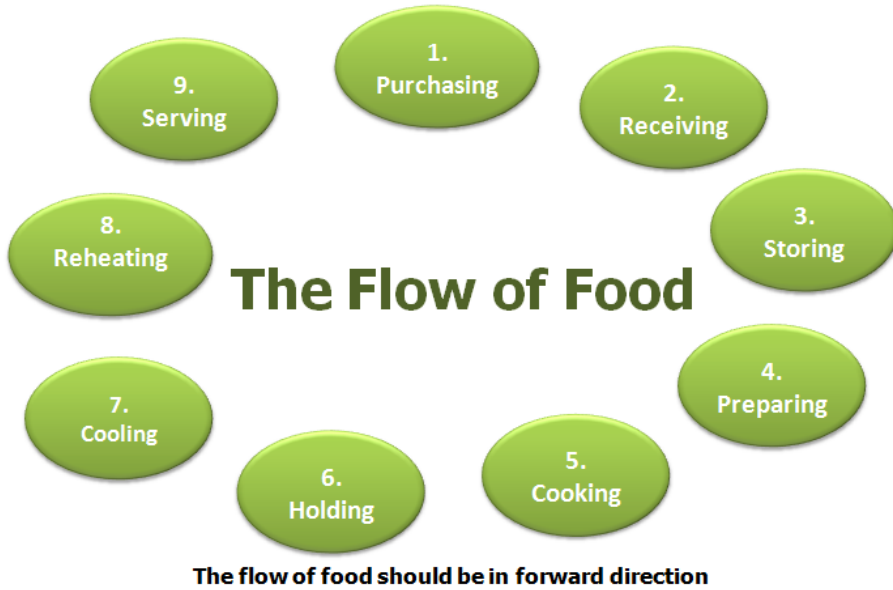 1.
Purchasing
2.
Receiving
3.
Storing
4.
Preparing
5.
Cooking
6.
Holding
7.
Cooling
8.
Reheating
9.
Serving
The Flow of Food
The flow of food should be in forward direction